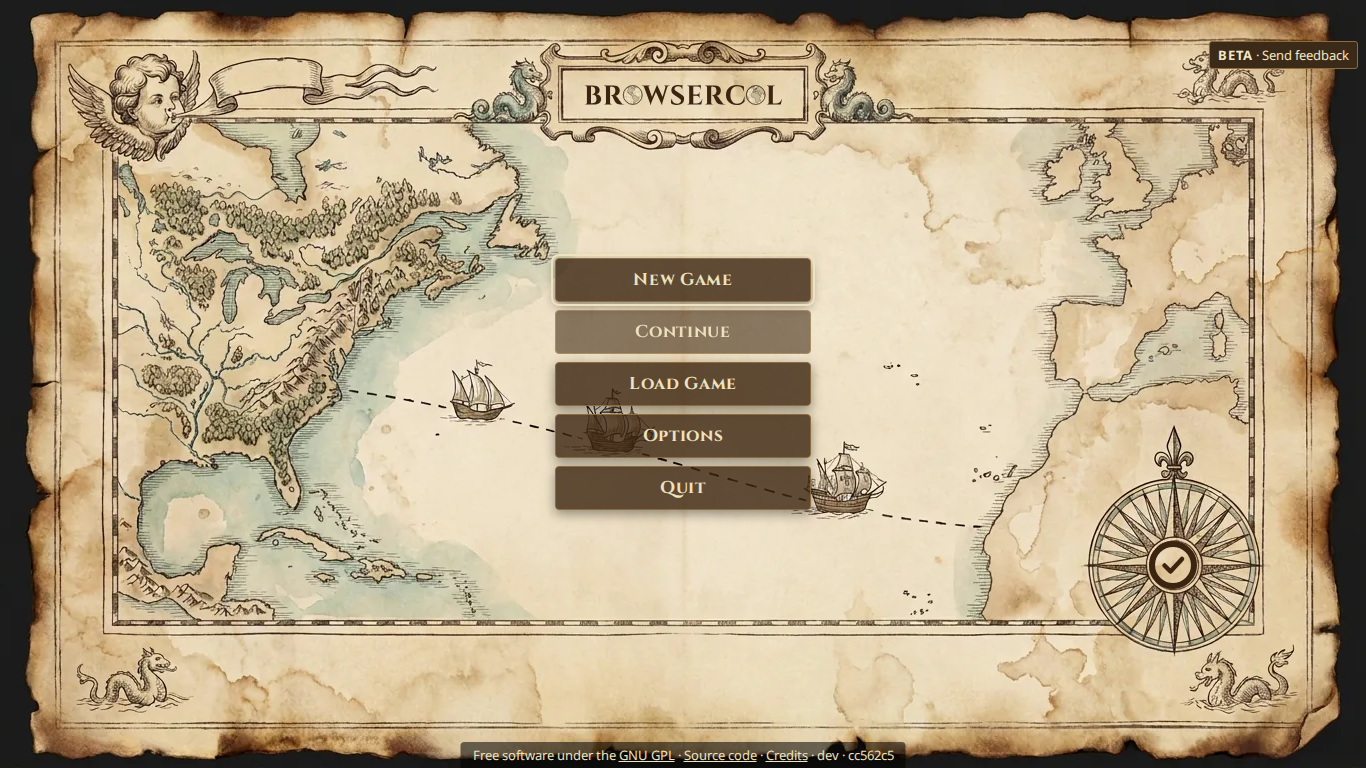 BROWSERCOL
BETA · Send feedback
New Game
Continue
Load Game
Options
Quit
Free software under the GNU GPL · Source code · Credits · dev · cc562c5